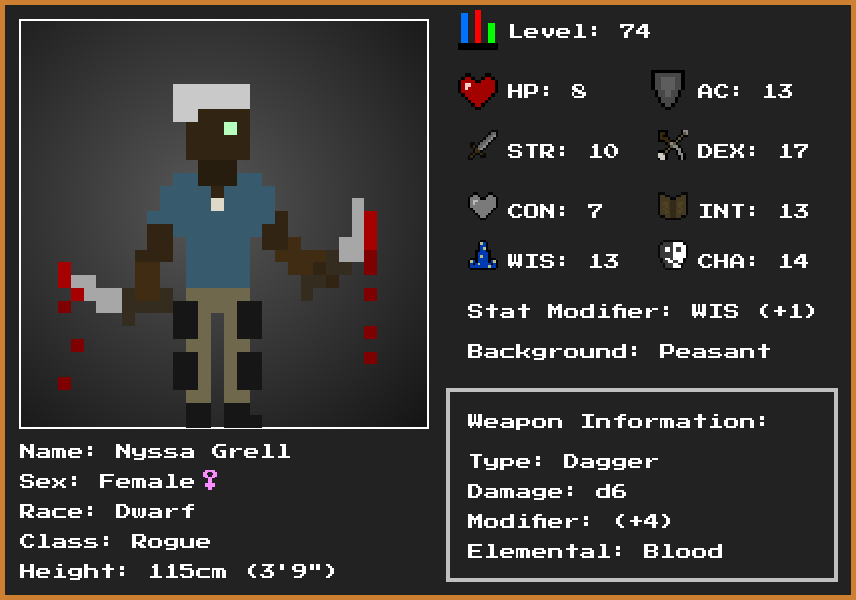 Level: 74
HP: 8
AC: 13
STR: 10
DEX: 17
CON: 7
INT: 13
WIS: 13
CHA: 14
Stat Modifier: WIS (+1)
Background: Peasant
Name: Nyssa Grell
Sex: Female♀
Race: Dwarf
Class: Rogue
Height: 115cm (3'9")
Weapon Information:
Type: Dagger
Damage: d6
Modifier: (+4)
Elemental: Blood